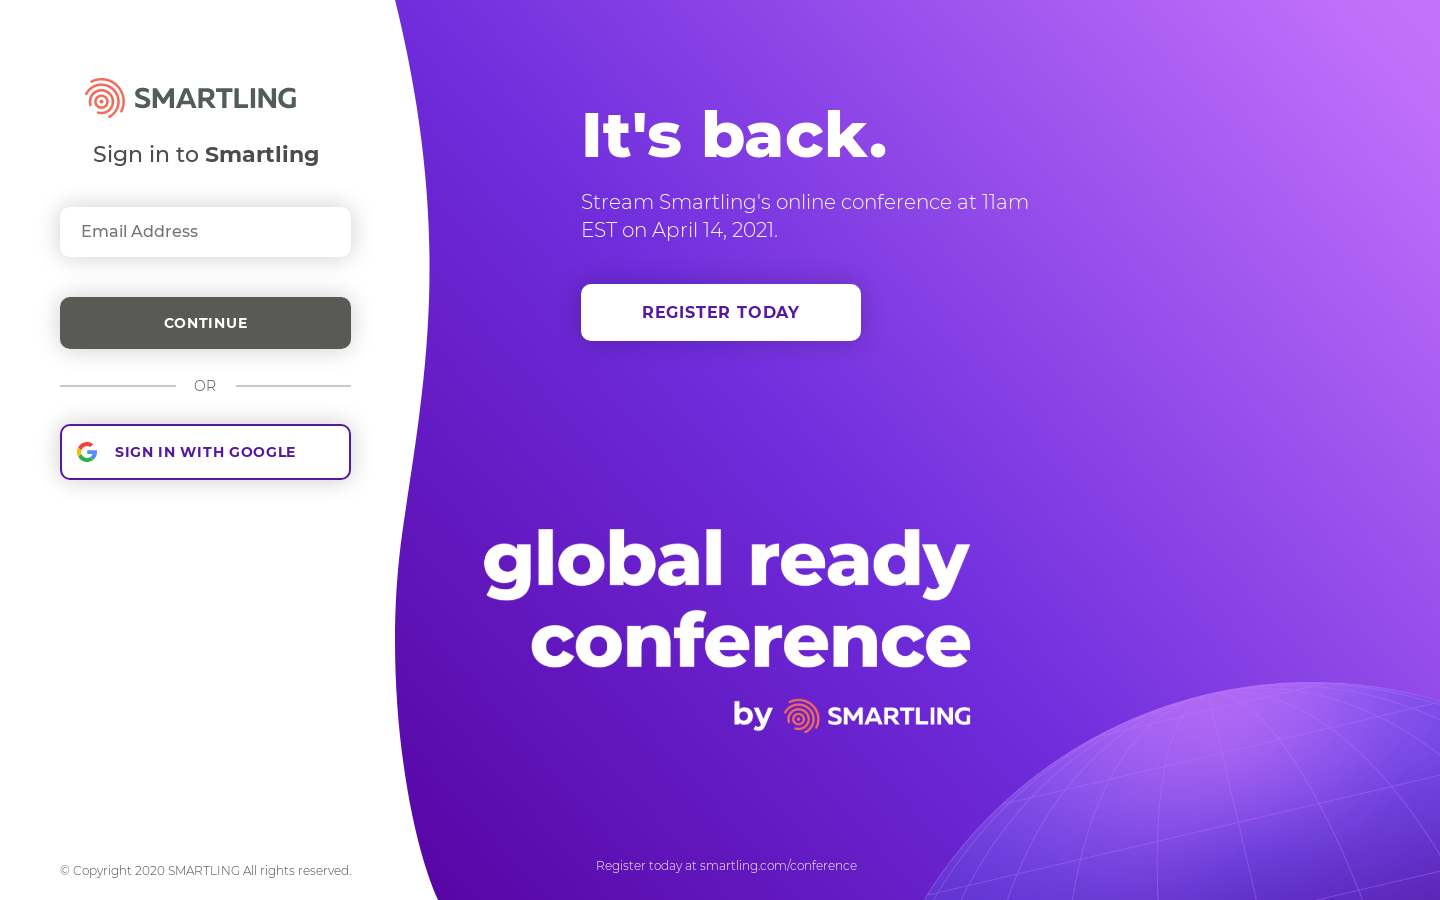 SMARTLING
Sign in to Smartling
Email Address
CONTINUE
OR
SIGN IN WITH GOOGLE
© Copyright 2020 SMARTLING All rights reserved.
It's back.
Stream Smartling's online conference at 11am
EST on April 14, 2021.
REGISTER TODAY
global ready
conference
by SMARTLING
Register today at smartling.com/conference